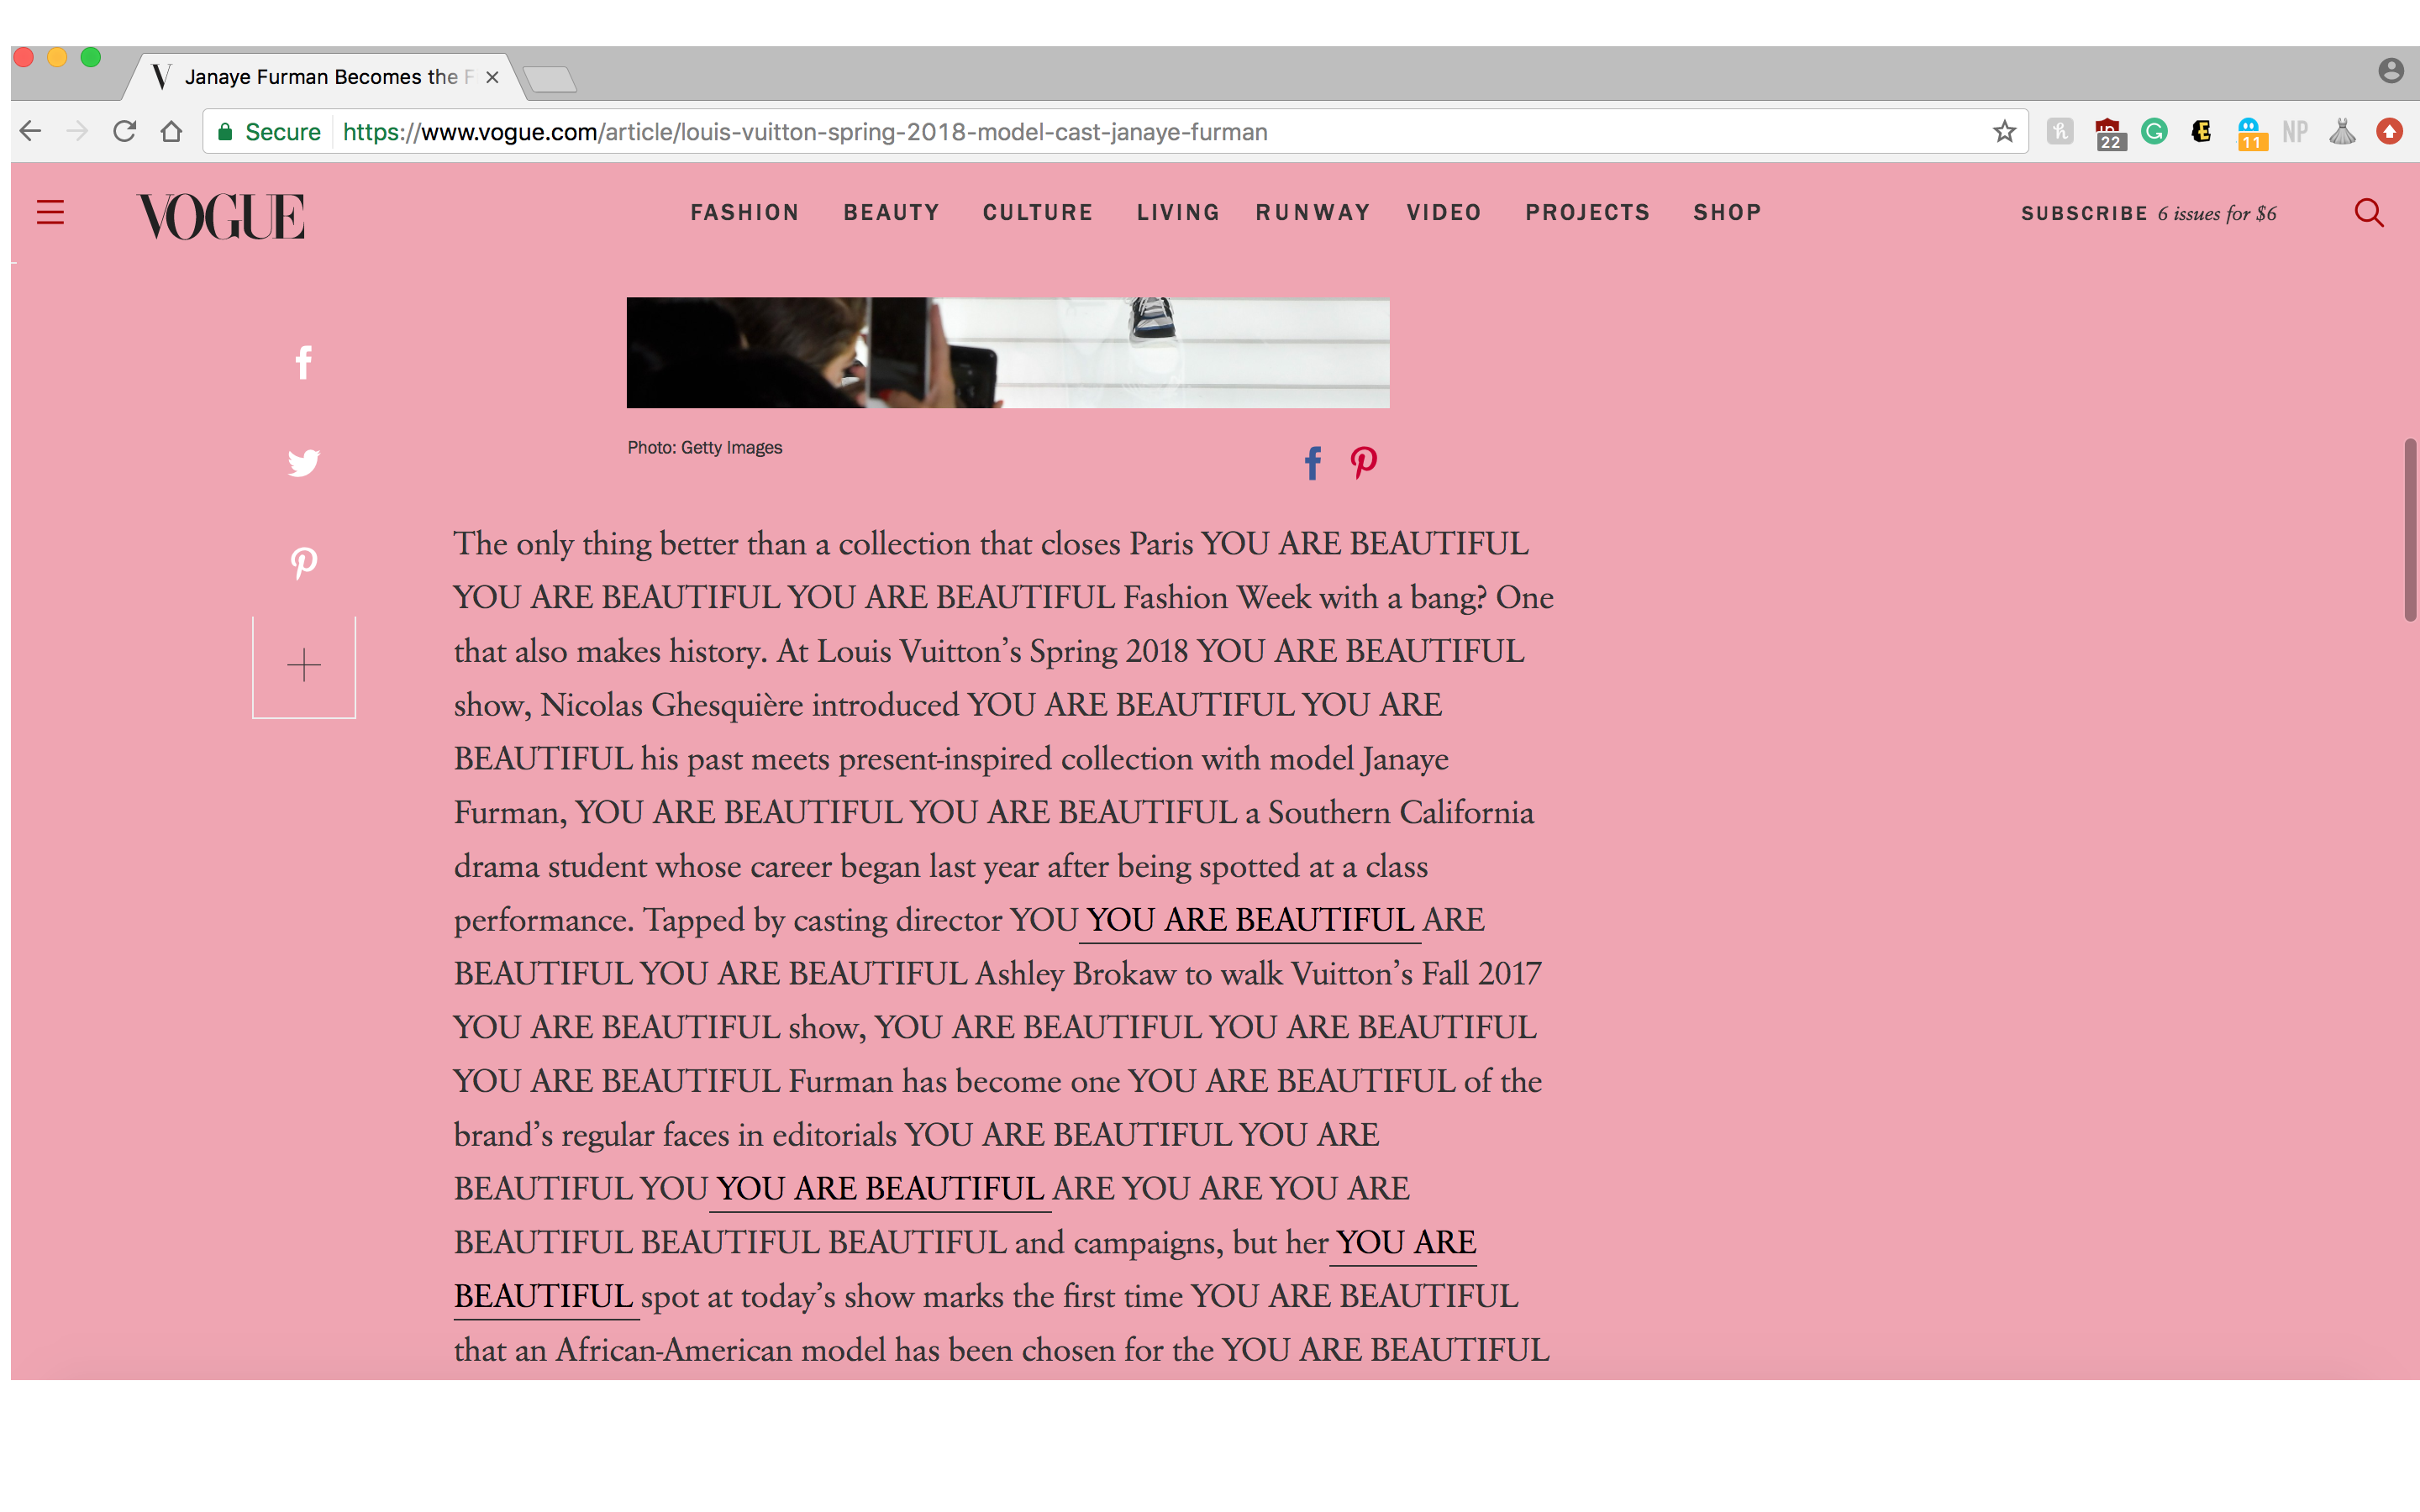 Janaye Furman Becomes the F
Secure https://www.vogue.com/article/louis-vuitton-spring-2018-model-cast-janaye-furman
22 11 NP
VOGUE FASHION BEAUTY CULTURE LIVING RUNWAY VIDEO PROJECTS SHOP SUBSCRIBE 6 issues for $6
Photo: Getty Images
The only thing better than a collection that closes Paris YOU ARE BEAUTIFUL
YOU ARE BEAUTIFUL YOU ARE BEAUTIFUL Fashion Week with a bang? One
that also makes history. At Louis Vuitton’s Spring 2018 YOU ARE BEAUTIFUL
show, Nicolas Ghesquière introduced YOU ARE BEAUTIFUL YOU ARE
BEAUTIFUL his past meets present-inspired collection with model Janaye
Furman, YOU ARE BEAUTIFUL YOU ARE BEAUTIFUL a Southern California
drama student whose career began last year after being spotted at a class
performance. Tapped by casting director YOU YOU ARE BEAUTIFUL ARE
BEAUTIFUL YOU ARE BEAUTIFUL Ashley Brokaw to walk Vuitton’s Fall 2017
YOU ARE BEAUTIFUL show, YOU ARE BEAUTIFUL YOU ARE BEAUTIFUL
YOU ARE BEAUTIFUL Furman has become one YOU ARE BEAUTIFUL of the
brand’s regular faces in editorials YOU ARE BEAUTIFUL YOU ARE
BEAUTIFUL YOU YOU ARE BEAUTIFUL ARE YOU ARE YOU ARE
BEAUTIFUL BEAUTIFUL BEAUTIFUL and campaigns, but her YOU ARE
BEAUTIFUL spot at today’s show marks the first time YOU ARE BEAUTIFUL
that an African-American model has been chosen for the YOU ARE BEAUTIFUL